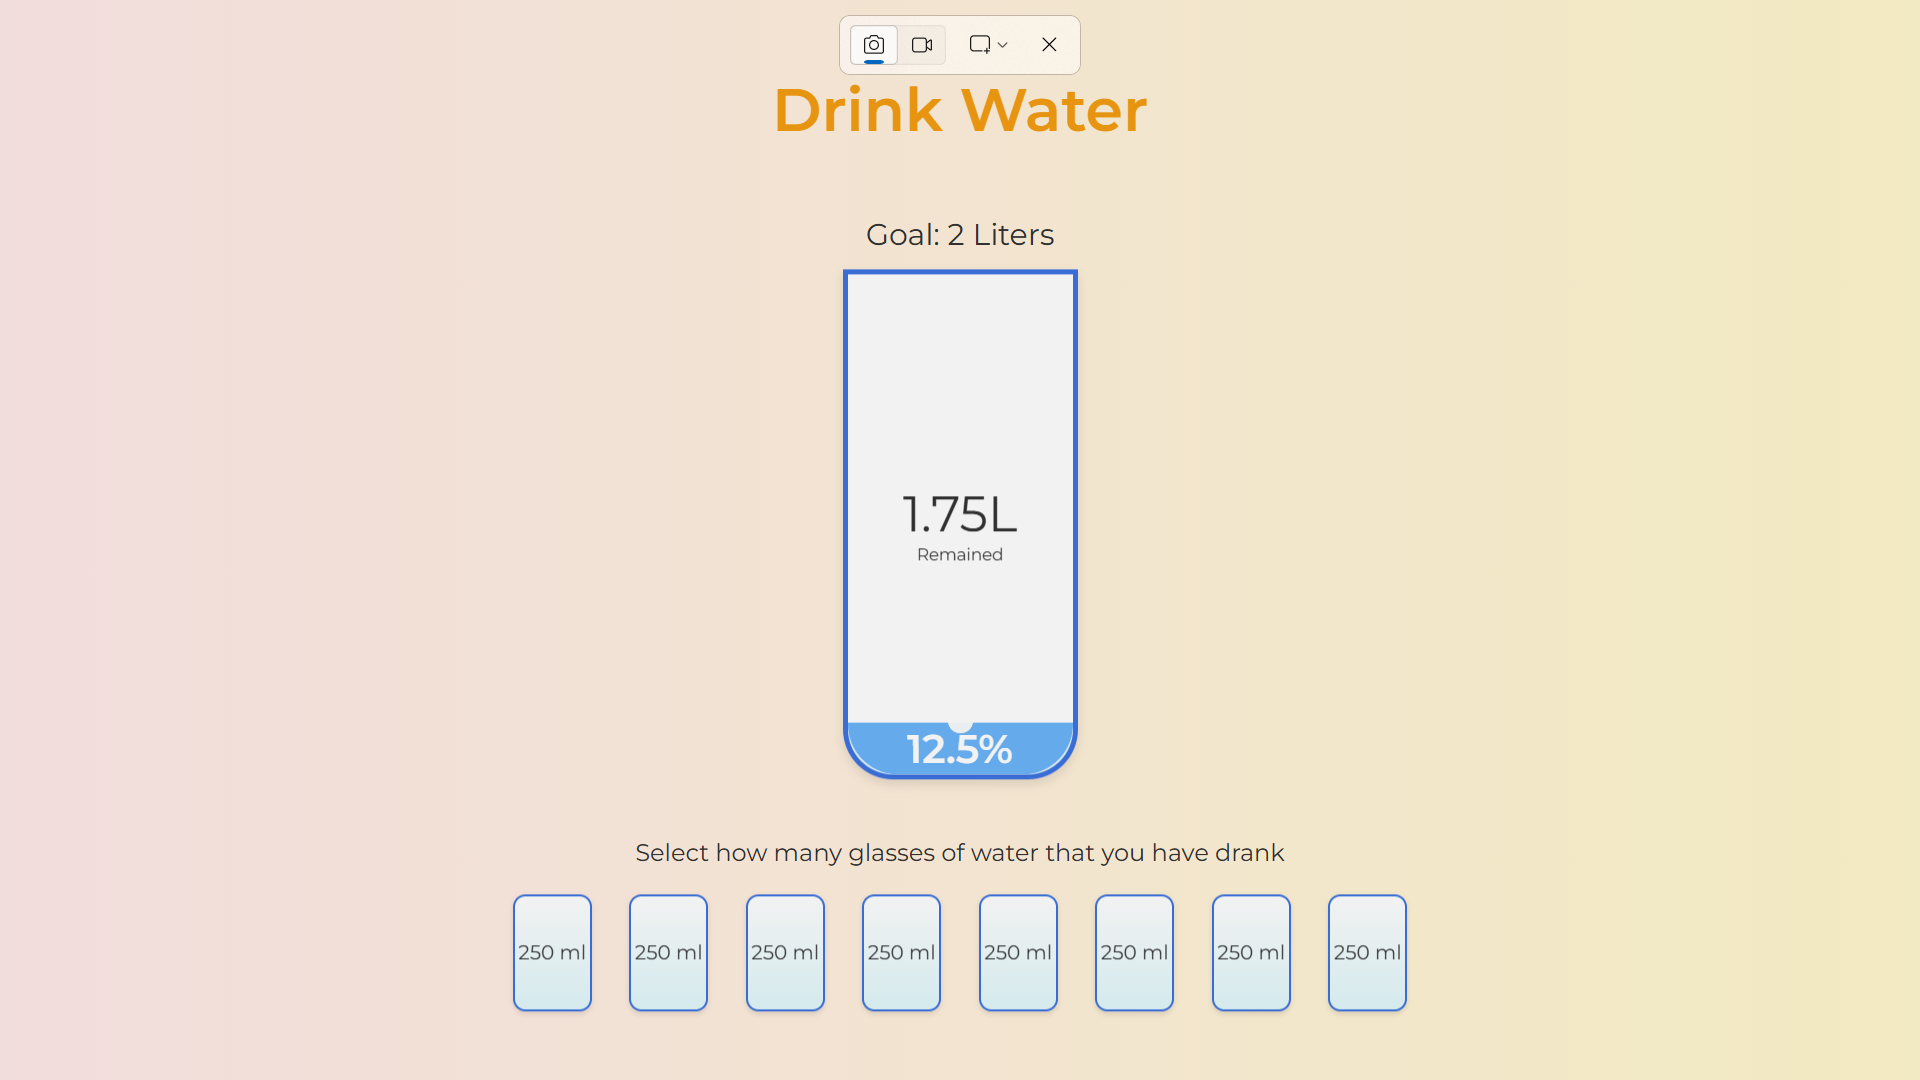 Drink Water
Goal: 2 Liters
1.75L
Remained
12.5%
Select how many glasses of water that you have drank
250 ml 250 ml 250 ml 250 ml 250 ml 250 ml 250 ml 250 ml